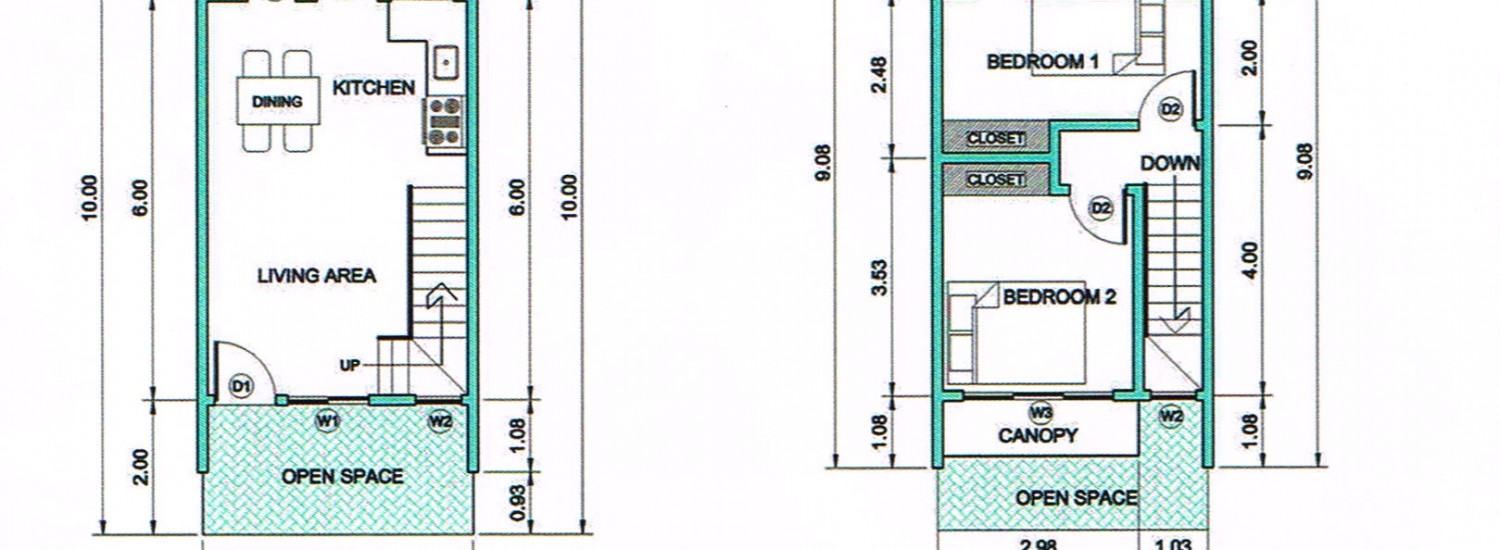 KITCHEN
DINING
10.00
6.00
6.00
10.00
LIVING AREA
UP
D1
W1
W2
OPEN SPACE
2.00
1.08
0.93
BEDROOM 1
2.48
2.00
D2
CLOSET
DOWN
CLOSET
D2
9.08
9.08
3.53
4.00
BEDROOM 2
W3
W2
CANOPY
1.08
1.08
OPEN SPACE
2.98
1.03